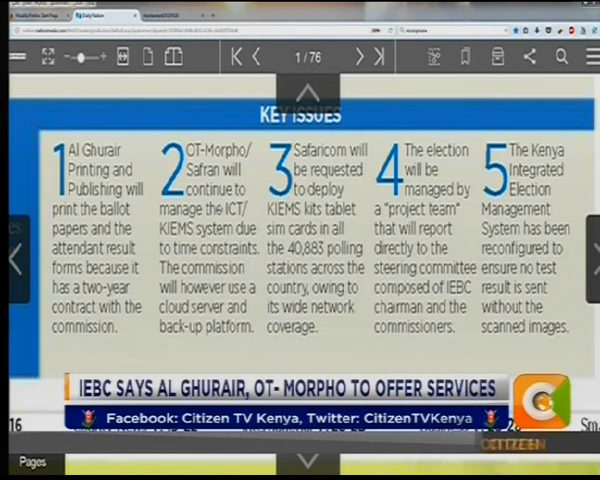 Daily Nation
1 / 76
KEY ISSUES
1 Al Ghurair
Printing and
Publishing will
print the ballot
papers and the
attendant result
forms because it
has a two-year
contract with the
commission.
2 OT-Morpho/
Safran will
continue to
manage the ICT/
KIEMS system due
to time constraints.
The commission
will however use a
cloud server and
back-up platform.
3 Safaricom will
be requested
to deploy
KIEMS kits tablet
sim cards in all
the 40,883 polling
stations across the
country, owing to
its wide network
coverage.
4 The election
will be
managed by
a "project team"
that will report
directly to the
steering committee
composed of IEBC
chairman and the
commissioners.
5 The Kenya
Integrated
Election
Management
System has been
reconfigured to
ensure no test
result is sent
without the
scanned images.
IEBC SAYS AL GHURAIR, OT- MORPHO TO OFFER SERVICES
Facebook: Citizen TV Kenya, Twitter: CitizenTVKenya
16
CITIZEN
Pages